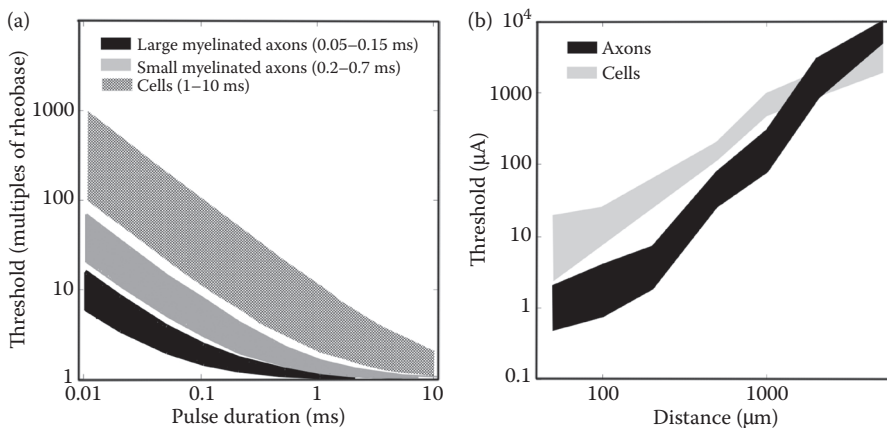 (a)
Threshold (multiples of rheobase)
1000
100
10
1
Large myelinated axons (0.05–0.15 ms)
Small myelinated axons (0.2–0.7 ms)
Cells (1–10 ms)
0.01
0.1
1
10
Pulse duration (ms)
(b)
Threshold (μA)
10⁴
1000
100
10
1
0.1
Axons
Cells
100
1000
Distance (μm)